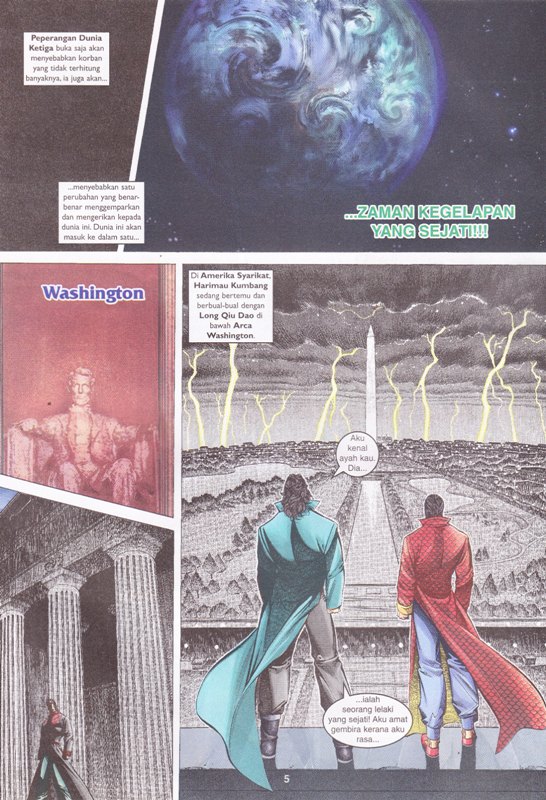 Peperangan Dunia
Ketiga buka saja akan
menyebabkan korban
yang tidak terhitung
banyaknya, ia juga akan...
...menyebabkan satu
perubahan yang benar-
benar menggemparkan
dan mengerikan kepada
dunia ini. Dunia ini akan
masuk ke dalam satu...
...ZAMAN KEGELAPAN
YANG SEJATI!!!!
Washington
Di Amerika Syarikat,
Harimau Kumbang
sedang bertemu dan
berbual-bual dengan
Long Qiu Dao di
bawah Arca
Washington.
Aku
kenal
ayah kau.
Dia...
...ialah
seorang lelaki
yang sejati! Aku amat
gembira kerana aku
rasa...
5